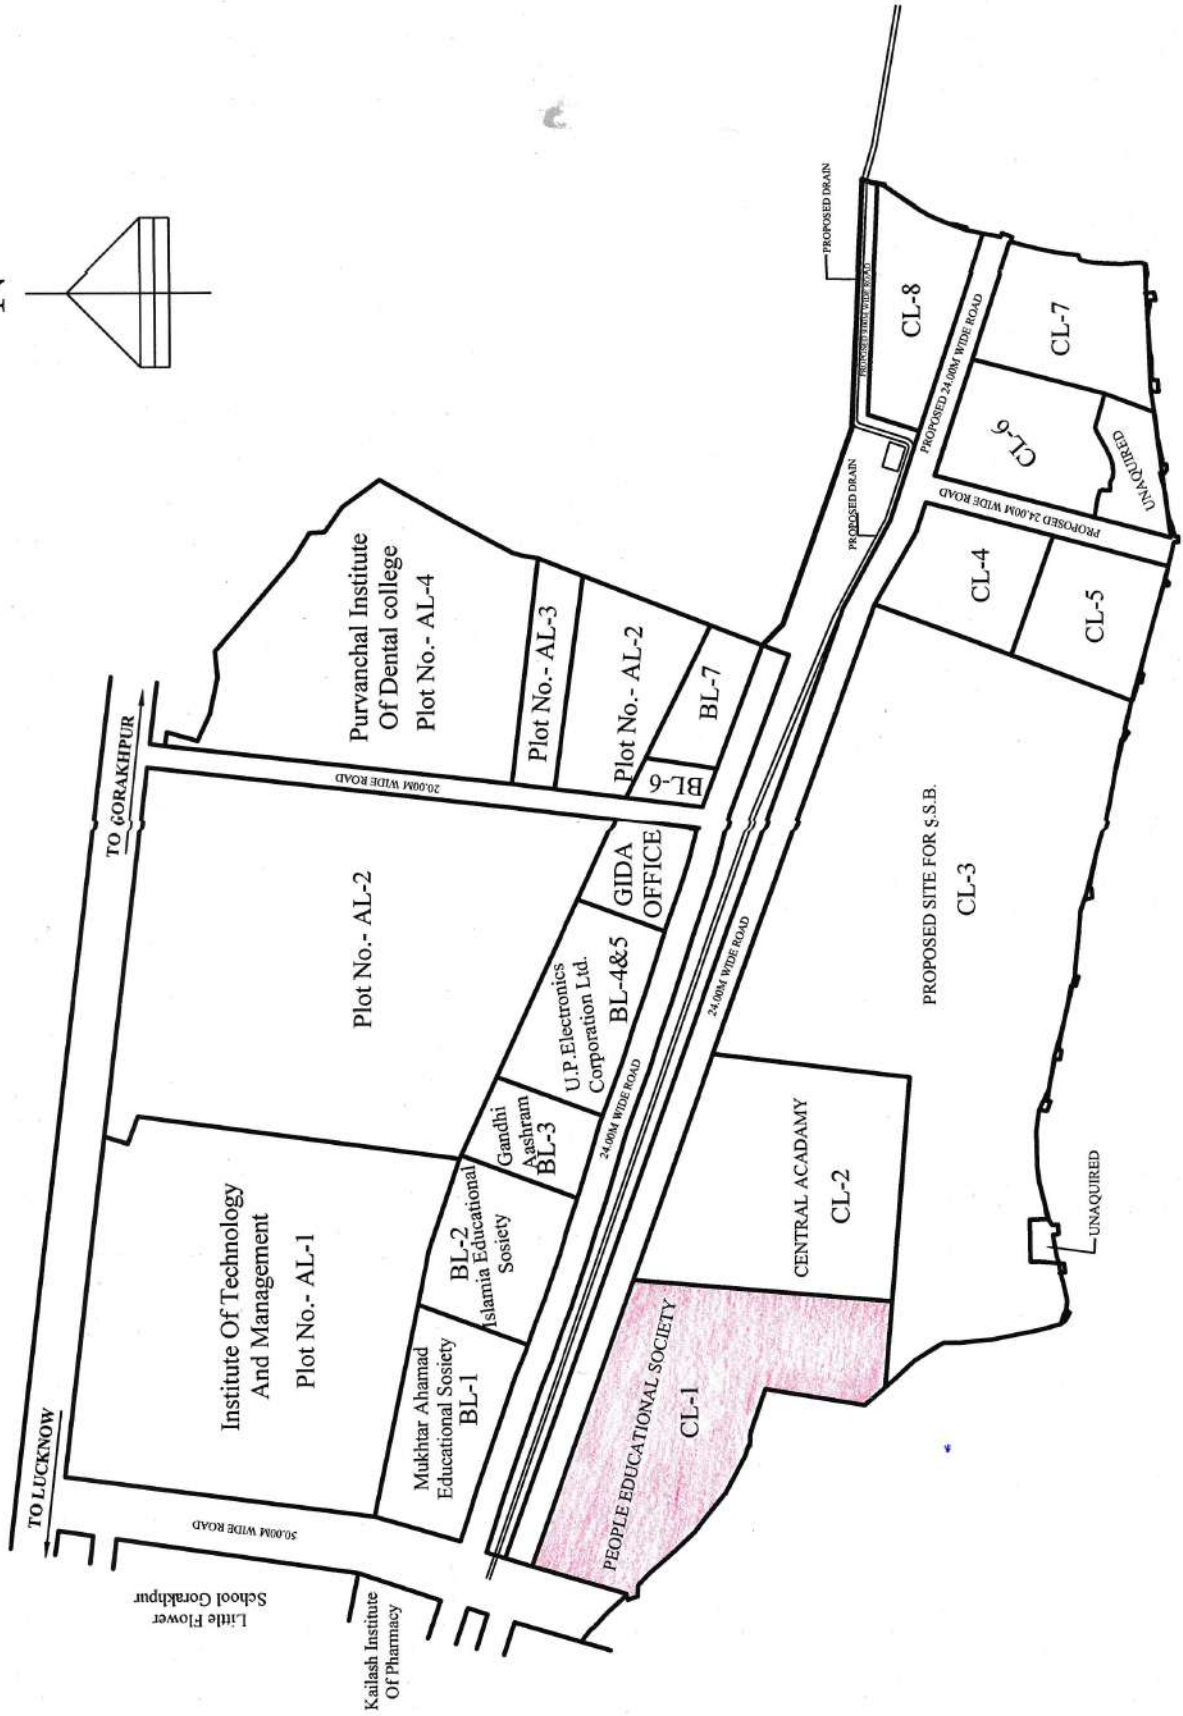 N
TO LUCKNOW
TO GORAKHPUR
Little Flower
School Gorakhpur
50.00M WIDE ROAD
Kailash Institute
Of Pharmacy
Institute Of Technology
And Management
Plot No.- AL-1
Plot No.- AL-2
20.00M WIDE ROAD
Purvanchal Institute
Of Dental college
Plot No.- AL-4
Plot No.- AL-3
Plot No.- AL-2
Mukhtar Ahamad
Educational Sosiety
BL-1
BL-2
Islamia Educational
Sosiety
Gandhi
Aashram
BL-3
U.P.Electronics
Corporation Ltd.
BL-4&5
GIDA
OFFICE
BL-6
BL-7
24.00M WIDE ROAD
24.00M WIDE ROAD
PEOPLE EDUCATIONAL SOCIETY
CL-1
CENTRAL ACADAMY
CL-2
PROPOSED SITE FOR S.S.B.
CL-3
UNAQUIRED
CL-4
CL-5
PROPOSED 24.00M WIDE ROAD
PROPOSED DRAIN
PROPOSED DRAIN
PROPOSED 9.00M WIDE ROAD
CL-8
PROPOSED 24.00M WIDE ROAD
CL-6
CL-7
UNAQUIRED